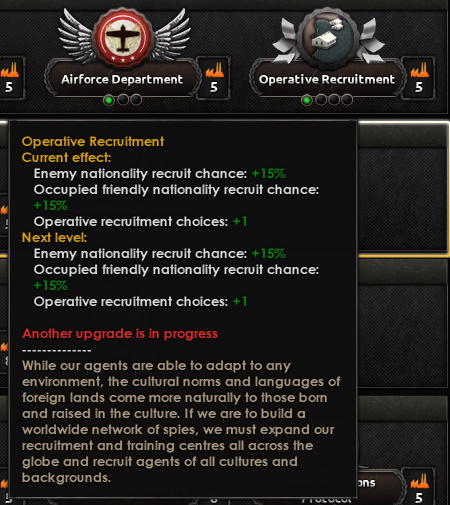 Airforce Department
Operative Recruitment
5
5
5
Operative Recruitment
Current effect:
Enemy nationality recruit chance: +15%
Occupied friendly nationality recruit chance:
+15%
Operative recruitment choices: +1
Next level:
Enemy nationality recruit chance: +15%
Occupied friendly nationality recruit chance:
+15%
Operative recruitment choices: +1
Another upgrade is in progress
--------------
While our agents are able to adapt to any
environment, the cultural norms and languages of
foreign lands come more naturally to those born
and raised in the culture. If we are to build a
worldwide network of spies, we must expand our
recruitment and training centres all across the
globe and recruit agents of all cultures and
backgrounds.
5